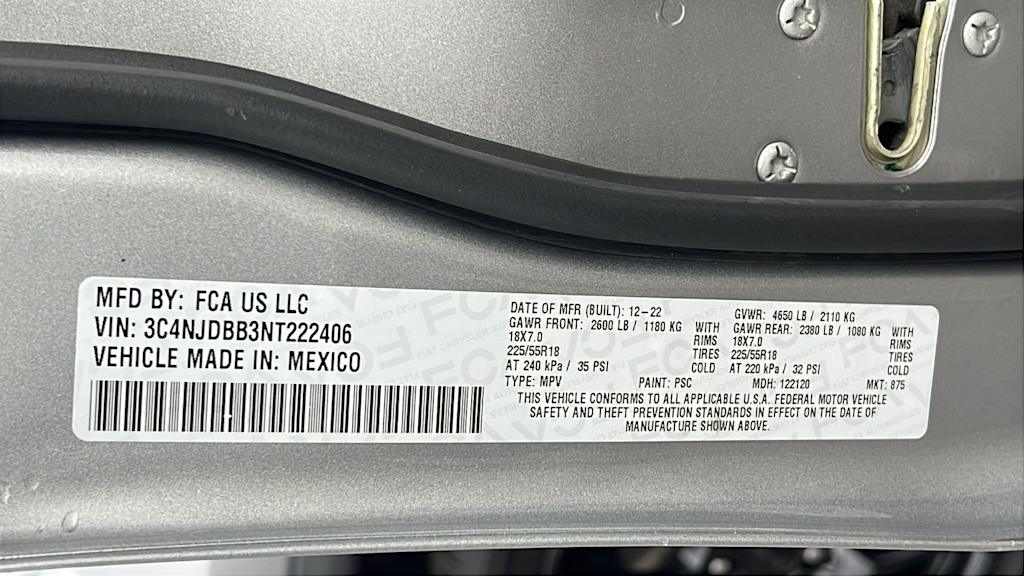 MFD BY: FCA US LLC
VIN: 3C4NJDBB3NT222406
VEHICLE MADE IN: MEXICO
DATE OF MFR (BUILT): 12-22
GAWR FRONT: 2600 LB / 1180 KG WITH
18X7.0 RIMS
225/55R18 TIRES
AT 240 kPa / 35 PSI COLD
GVWR: 4650 LB / 2110 KG
GAWR REAR: 2380 LB / 1080 KG WITH
18X7.0 RIMS
225/55R18 TIRES
AT 220 kPa / 32 PSI COLD
TYPE: MPV PAINT: PSC MDH: 122120 MKT: 875
THIS VEHICLE CONFORMS TO ALL APPLICABLE U.S.A. FEDERAL MOTOR VEHICLE
SAFETY AND THEFT PREVENTION STANDARDS IN EFFECT ON THE DATE OF
MANUFACTURE SHOWN ABOVE.